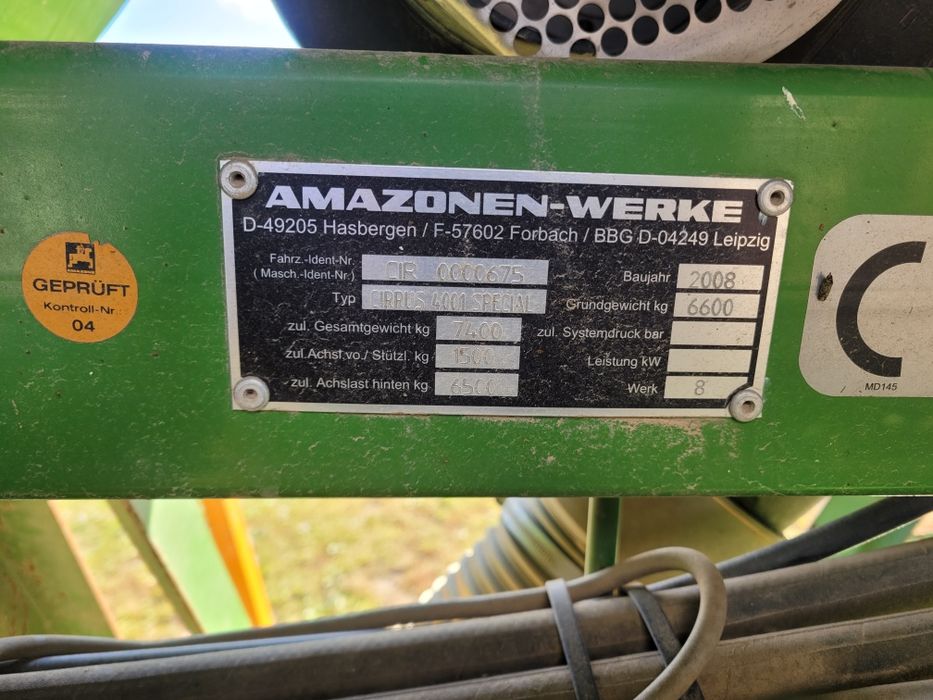 AMAZONEN-WERKE
D-49205 Hasbergen / F-57602 Forbach / BBG D-04249 Leipzig
Fahrz.-Ident-Nr.
(Masch.-Ident-Nr.) CIR 0000675
Baujahr 2008
Typ CIRRUS 4001 SPECIAL
Grundgewicht kg 6600
zul. Gesamtgewicht kg 7400
zul. Systemdruck bar
zul.Achsf.vo./ Stützl. kg 1500
Leistung kW
zul. Achslast hinten kg 6500
Werk 8
AMAZONE
GEPRÜFT
Kontroll-Nr.
04
C
MD145